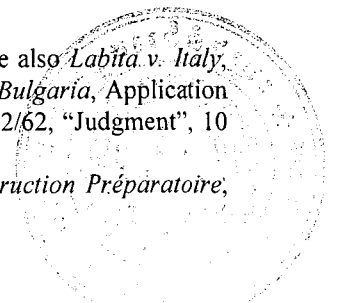 e also Labita v. Italy,
Bulgaria, Application
2/62, “Judgment”, 10
ruction Préparatoire,